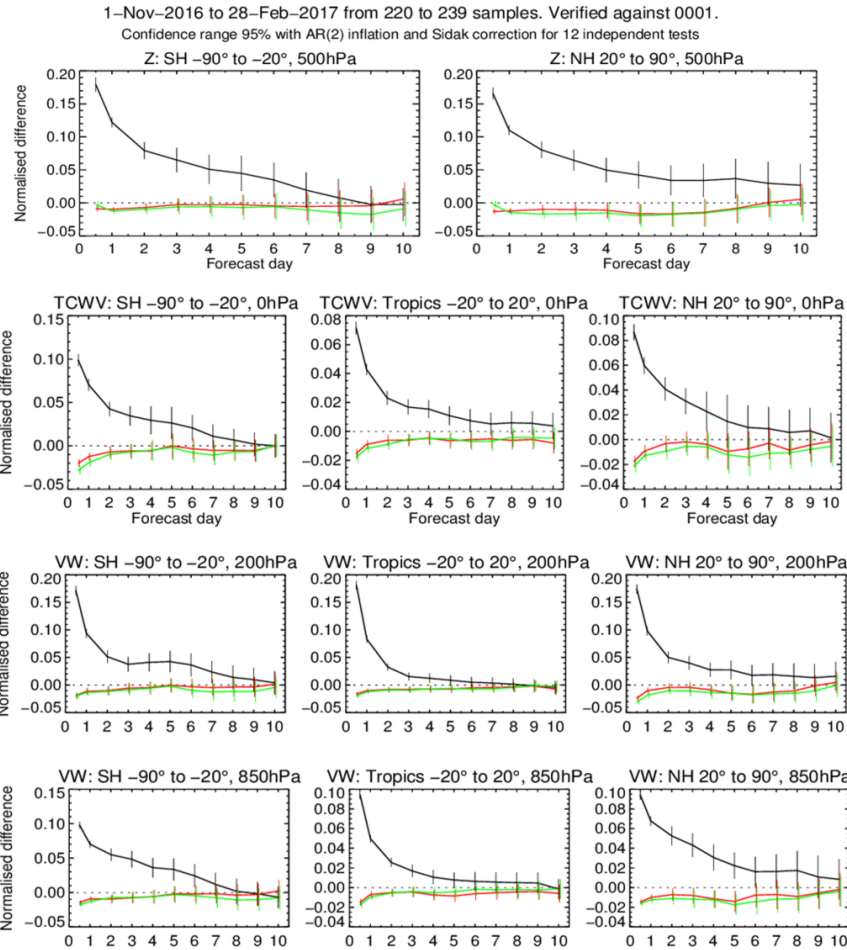 1−Nov−2016 to 28−Feb−2017 from 220 to 239 samples. Verified against 0001.
Confidence range 95% with AR(2) inflation and Sidak correction for 12 independent tests
Z: SH −90° to −20°, 500hPa
Z: NH 20° to 90°, 500hPa
Normalised difference
0.20
0.15
0.10
0.05
0.00
−0.05
0 1 2 3 4 5 6 7 8 9 10
Forecast day
0.20
0.15
0.10
0.05
0.00
−0.05
0 1 2 3 4 5 6 7 8 9 10
Forecast day
TCWV: SH −90° to −20°, 0hPa
TCWV: Tropics −20° to 20°, 0hPa
TCWV: NH 20° to 90°, 0hPa
Normalised difference
0.15
0.10
0.05
0.00
−0.05
0 1 2 3 4 5 6 7 8 9 10
Forecast day
0.08
0.06
0.04
0.02
0.00
−0.02
−0.04
0 1 2 3 4 5 6 7 8 9 10
Forecast day
0.10
0.08
0.06
0.04
0.02
0.00
−0.02
−0.04
0 1 2 3 4 5 6 7 8 9 10
Forecast day
VW: SH −90° to −20°, 200hPa
VW: Tropics −20° to 20°, 200hPa
VW: NH 20° to 90°, 200hPa
Normalised difference
0.20
0.15
0.10
0.05
0.00
−0.05
0 1 2 3 4 5 6 7 8 9 10
0.20
0.15
0.10
0.05
0.00
−0.05
0 1 2 3 4 5 6 7 8 9 10
0.20
0.15
0.10
0.05
0.00
−0.05
0 1 2 3 4 5 6 7 8 9 10
VW: SH −90° to −20°, 850hPa
VW: Tropics −20° to 20°, 850hPa
VW: NH 20° to 90°, 850hPa
Normalised difference
0.15
0.10
0.05
0.00
−0.05
0 1 2 3 4 5 6 7 8 9 10
0.10
0.08
0.06
0.04
0.02
0.00
−0.02
−0.04
0 1 2 3 4 5 6 7 8 9 10
0.10
0.08
0.06
0.04
0.02
0.00
−0.02
−0.04
0 1 2 3 4 5 6 7 8 9 10